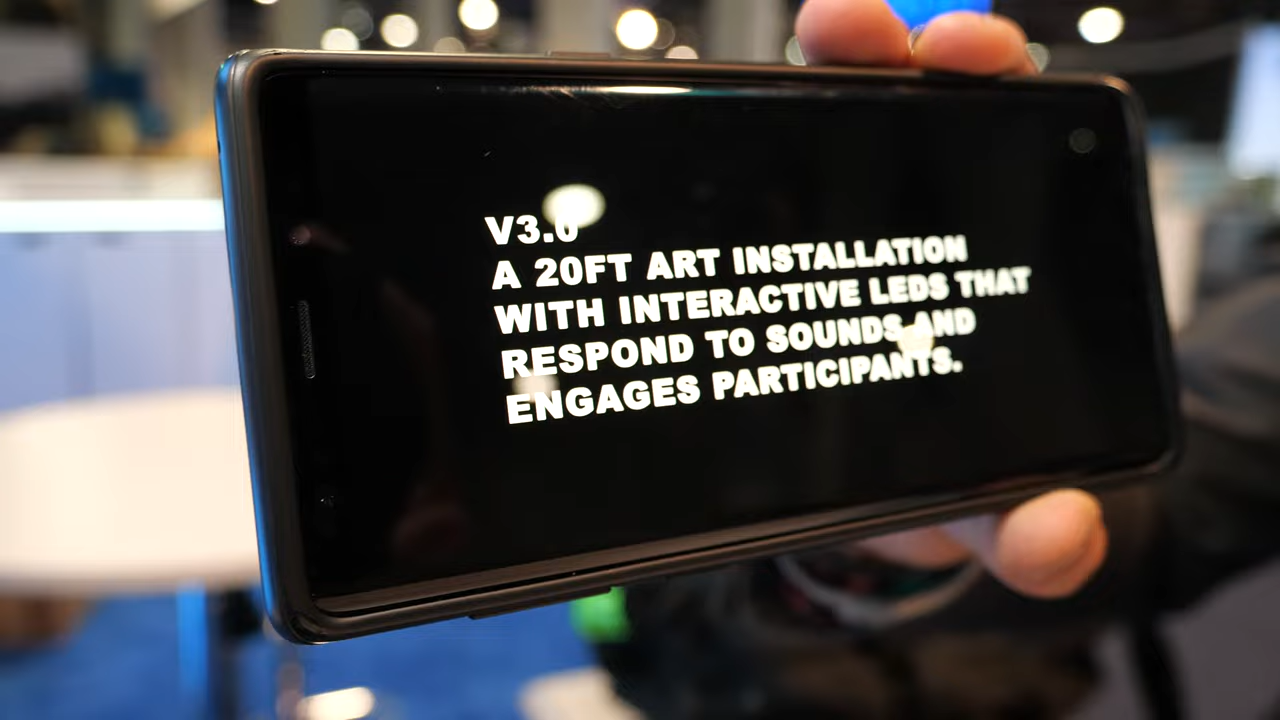 V3.0
A 20FT ART INSTALLATION
WITH INTERACTIVE LEDS THAT
RESPOND TO SOUNDS AND
ENGAGES PARTICIPANTS.